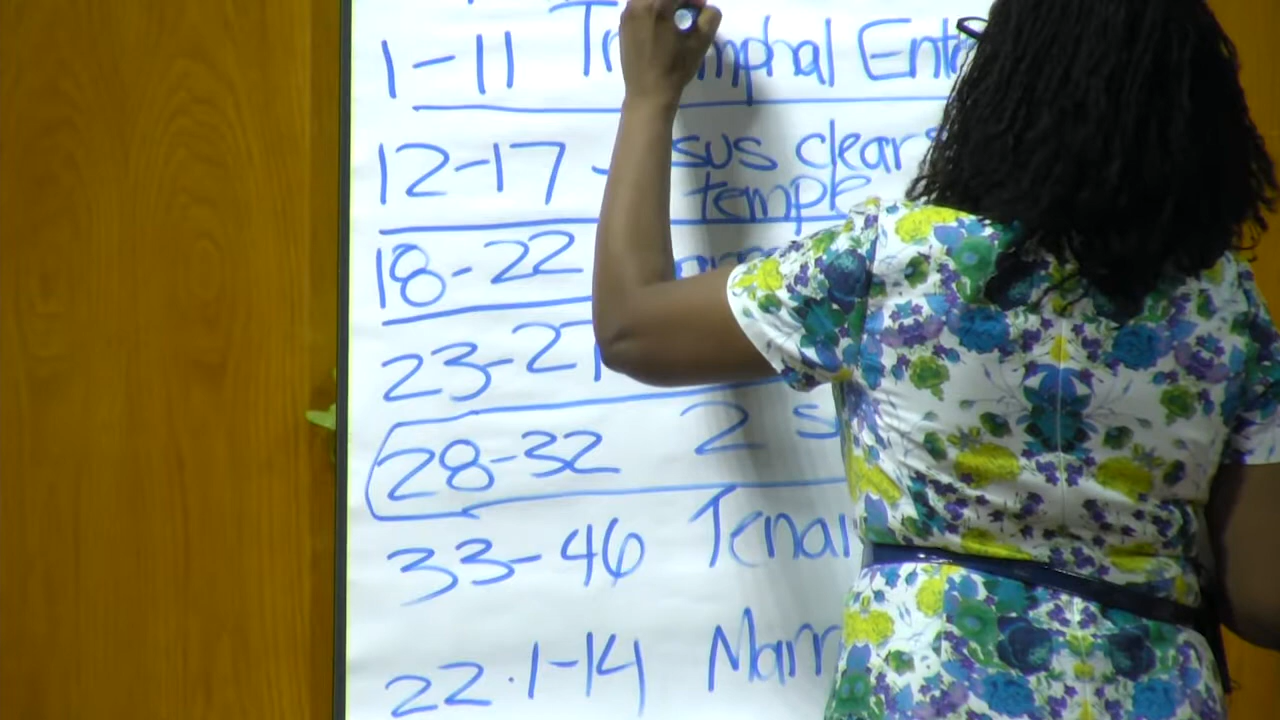 1-11 Triumphal Entr
12-17 Jesus clears
temple
18-22
23-27
28-32 2 s
33-46 Tenan
22.1-14 Marr